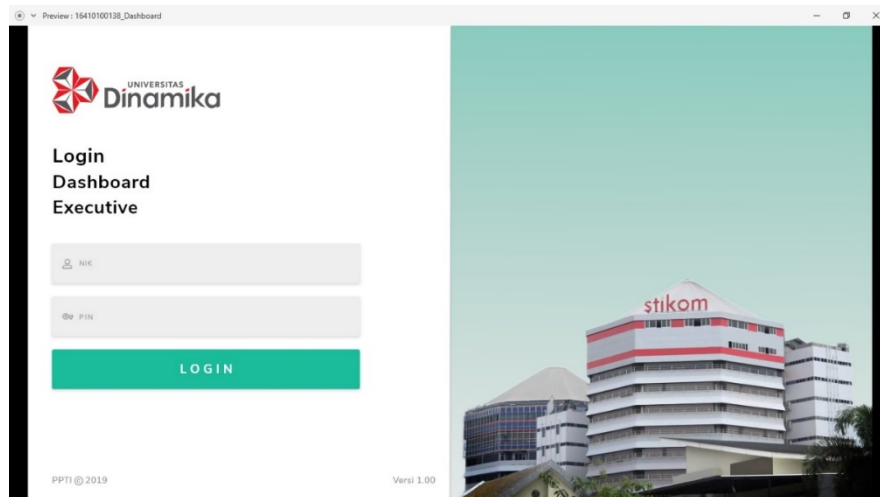 Preview : 16410100138_Dashboard
UNIVERSITAS
Dinamika
Login
Dashboard
Executive
NIK
PIN
LOGIN
stikom
PPTI © 2019
Versi 1.00